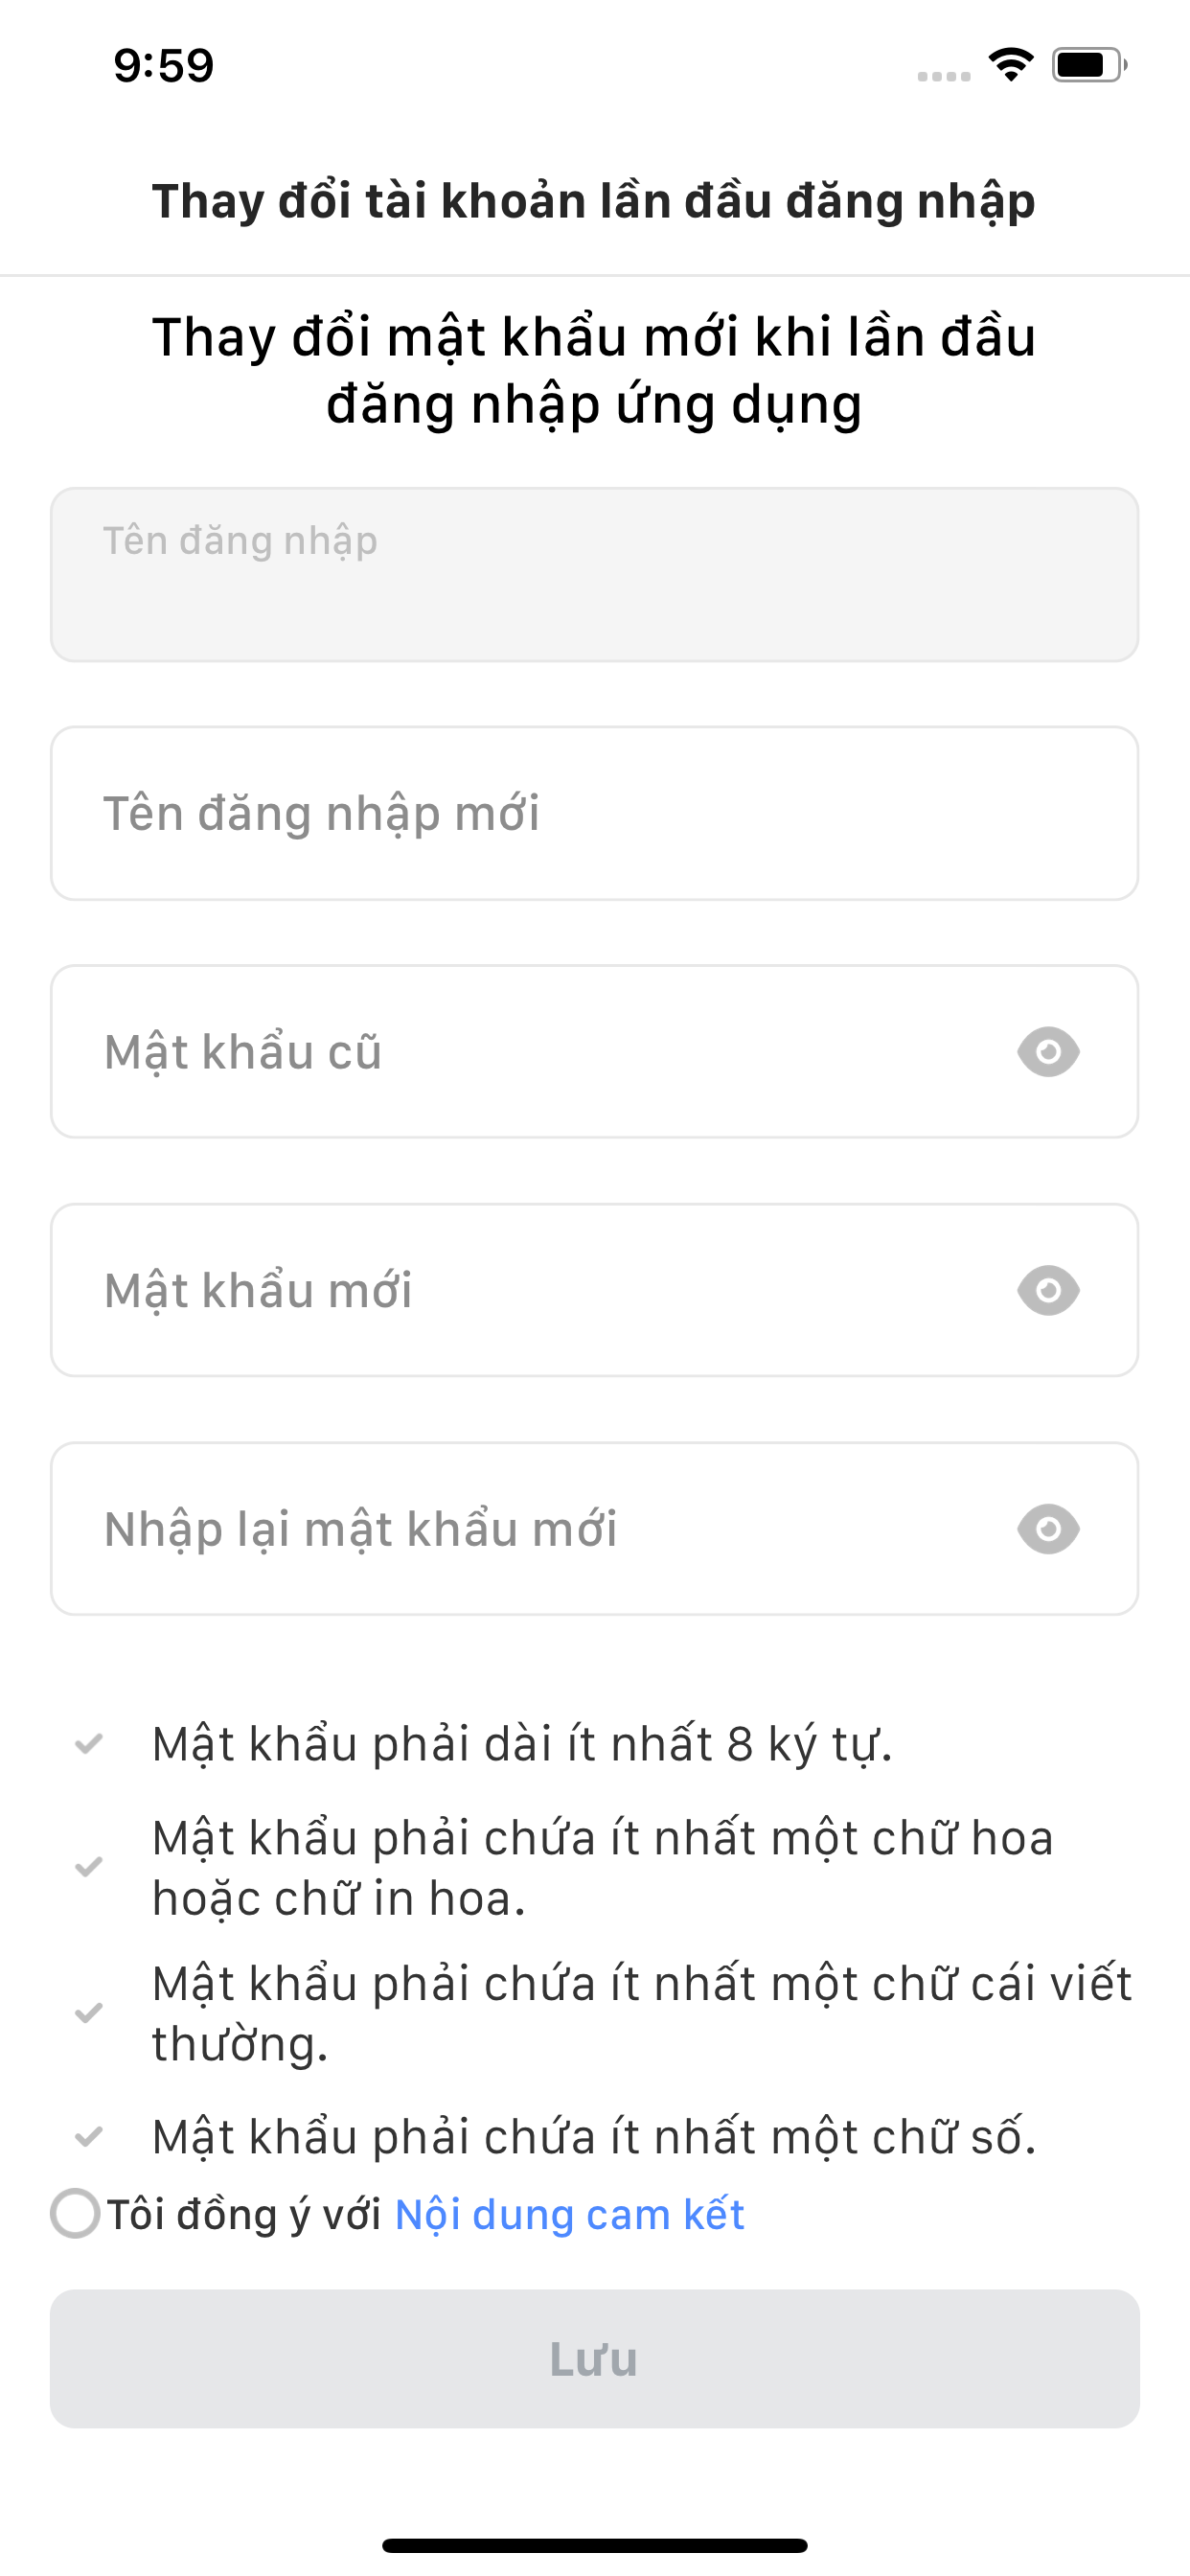 9:59
Thay đổi tài khoản lần đầu đăng nhập
Thay đổi mật khẩu mới khi lần đầu
đăng nhập ứng dụng
Tên đăng nhập
Tên đăng nhập mới
Mật khẩu cũ
Mật khẩu mới
Nhập lại mật khẩu mới
Mật khẩu phải dài ít nhất 8 ký tự.
Mật khẩu phải chứa ít nhất một chữ hoa
hoặc chữ in hoa.
Mật khẩu phải chứa ít nhất một chữ cái viết
thường.
Mật khẩu phải chứa ít nhất một chữ số.
Tôi đồng ý với Nội dung cam kết
Lưu